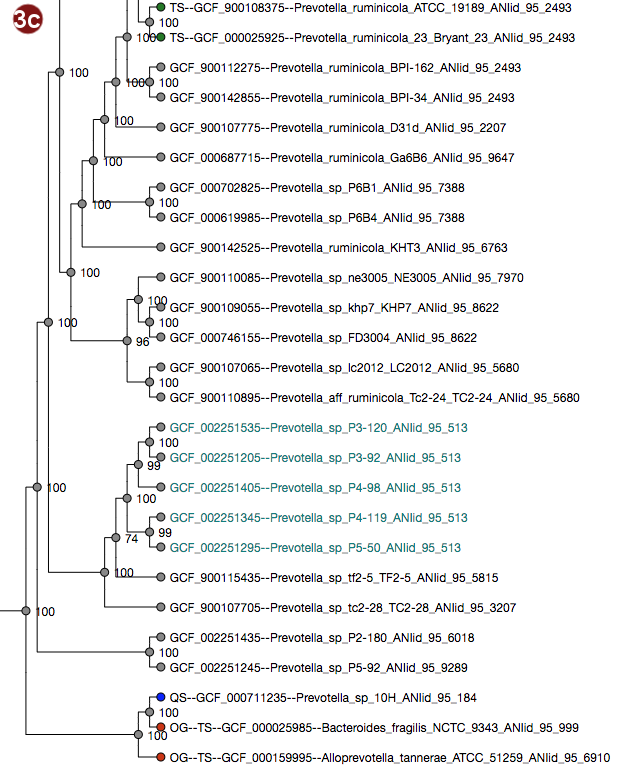 3c
TS--GCF_900108375--Prevotella_ruminicola_ATCC_19189_ANIid_95_2493
100
TS--GCF_000025925--Prevotella_ruminicola_23_Bryant_23_ANIid_95_2493
100
GCF_900112275--Prevotella_ruminicola_BPI-162_ANIid_95_2493
100
100
100
GCF_900142855--Prevotella_ruminicola_BPI-34_ANIid_95_2493
100
GCF_900107775--Prevotella_ruminicola_D31d_ANIid_95_2207
GCF_000687715--Prevotella_ruminicola_Ga6B6_ANIid_95_9647
100
GCF_000702825--Prevotella_sp_P6B1_ANIid_95_7388
100
100
GCF_000619985--Prevotella_sp_P6B4_ANIid_95_7388
GCF_900142525--Prevotella_ruminicola_KHT3_ANIid_95_6763
100
GCF_900110085--Prevotella_sp_ne3005_NE3005_ANIid_95_7970
100
GCF_900109055--Prevotella_sp_khp7_KHP7_ANIid_95_8622
100
100
GCF_000746155--Prevotella_sp_FD3004_ANIid_95_8622
96
GCF_900107065--Prevotella_sp_lc2012_LC2012_ANIid_95_5680
100
GCF_900110895--Prevotella_aff_ruminicola_Tc2-24_TC2-24_ANIid_95_5680
GCF_002251535--Prevotella_sp_P3-120_ANIid_95_513
100
GCF_002251205--Prevotella_sp_P3-92_ANIid_95_513
99
GCF_002251405--Prevotella_sp_P4-98_ANIid_95_513
100
100
GCF_002251345--Prevotella_sp_P4-119_ANIid_95_513
99
74
GCF_002251295--Prevotella_sp_P5-50_ANIid_95_513
100
GCF_900115435--Prevotella_sp_tf2-5_TF2-5_ANIid_95_5815
GCF_900107705--Prevotella_sp_tc2-28_TC2-28_ANIid_95_3207
100
GCF_002251435--Prevotella_sp_P2-180_ANIid_95_6018
100
GCF_002251245--Prevotella_sp_P5-92_ANIid_95_9289
QS--GCF_000711235--Prevotella_sp_10H_ANIid_95_184
100
OG--TS--GCF_000025985--Bacteroides_fragilis_NCTC_9343_ANIid_95_999
100
OG--TS--GCF_000159995--Alloprevotella_tannerae_ATCC_51259_ANIid_95_6910